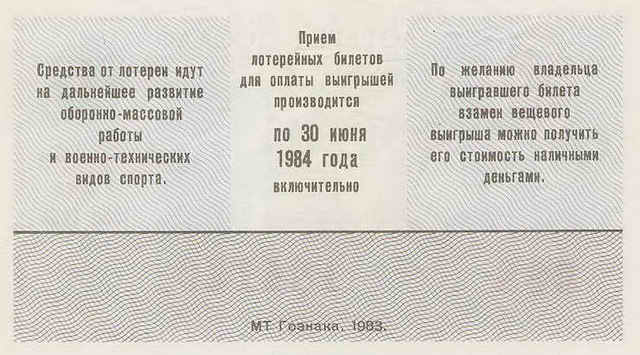 Средства от лотереи идут
на дальнейшее развитие
оборонно-массовой
работы
и военно-технических
видов спорта.
Прием
лотерейных билетов
для оплаты выигрышей
производится
по 30 июня
1984 года
включительно
По желанию владельца
выигравшего билета
взамен вещевого
выигрыша можно получить
его стоимость наличными
деньгами.
МТ Гознака. 1983.